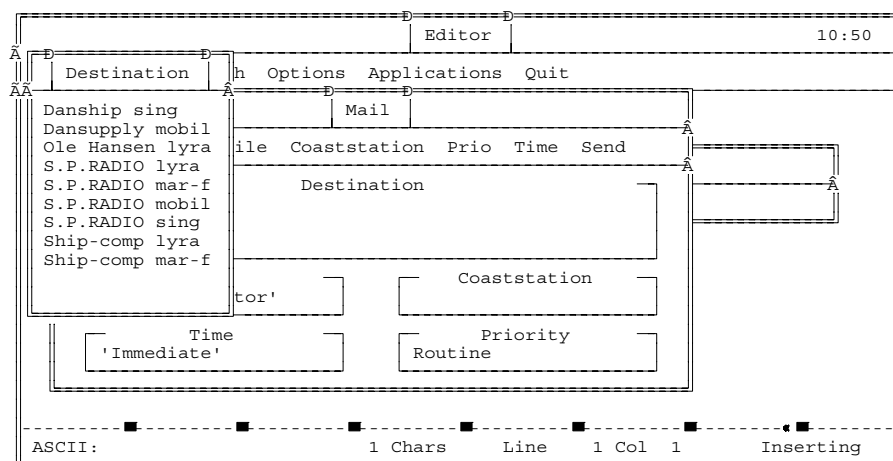 Editor 10:50
Destination h Options Applications Quit
Danship sing Mail
Dansupply mobil
Ole Hansen lyra ile Coaststation Prio Time Send
S.P.RADIO lyra
S.P.RADIO mar-f Destination
S.P.RADIO mobil
S.P.RADIO sing
Ship-comp lyra
Ship-comp mar-f
Coaststation
tor'
Time Priority
'Immediate' Routine
ASCII: 1 Chars Line 1 Col 1 Inserting